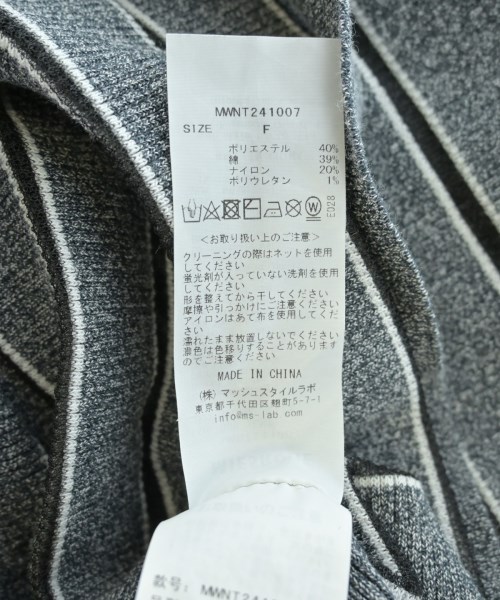 MWNT241007
SIZE F
ポリエステル 40%
綿 39%
ナイロン 20%
ポリウレタン 1%
W
ED28
<お取り扱い上のご注意>
クリーニングの際はネットを使用
してください
蛍光剤が入っていない洗剤を使用
してください
形を整えてから干してください
摩擦や引っかけにご注意ください
アイロンはあて布を使用してくだ
さい
濡れたまま放置しないでください
濃色は色移りすることがあります
のでご注意ください
MADE IN CHINA
(株) マッシュスタイルラボ
東京都千代田区麹町5-7-1
info@ms-lab.com
款号: MWNT241